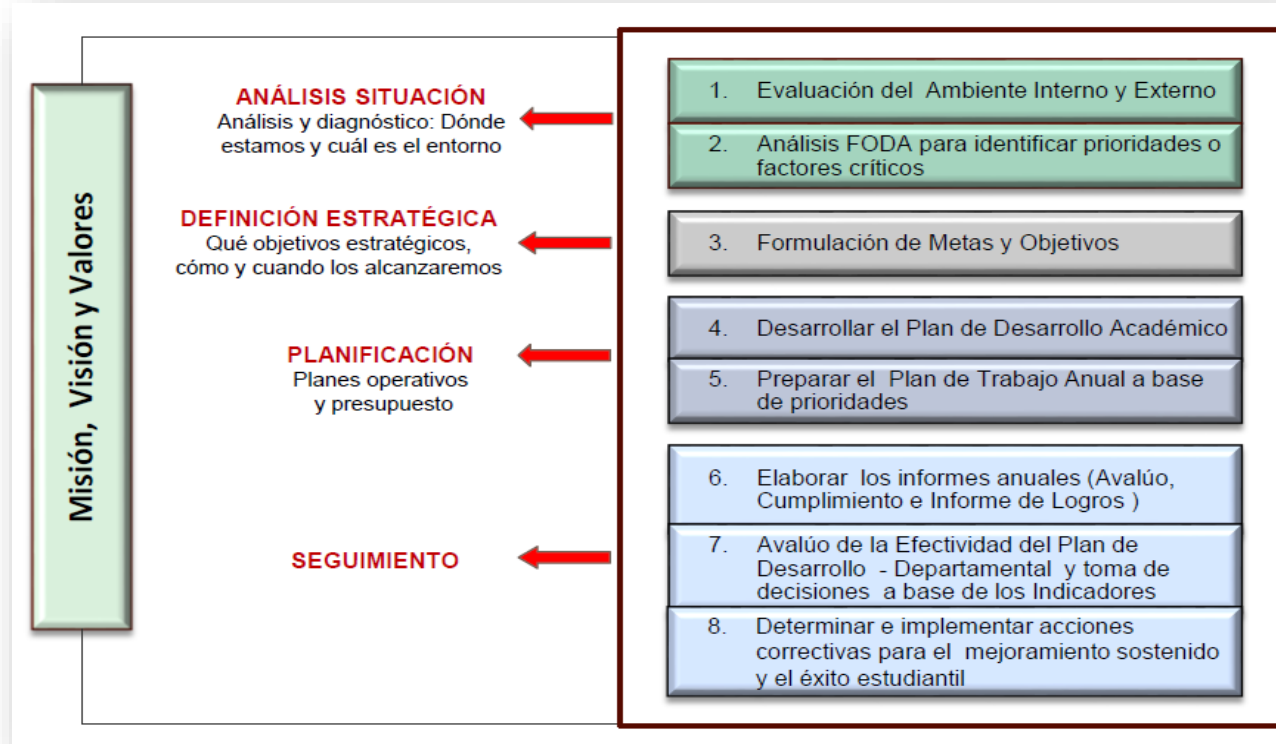 Misión, Visión y Valores
ANÁLISIS SITUACIÓN
Análisis y diagnóstico: Dónde
estamos y cuál es el entorno
DEFINICIÓN ESTRATÉGICA
Qué objetivos estratégicos,
cómo y cuando los alcanzaremos
PLANIFICACIÓN
Planes operativos
y presupuesto
SEGUIMIENTO
1. Evaluación del Ambiente Interno y Externo
2. Análisis FODA para identificar prioridades o
factores críticos
3. Formulación de Metas y Objetivos
4. Desarrollar el Plan de Desarrollo Académico
5. Preparar el Plan de Trabajo Anual a base
de prioridades
6. Elaborar los informes anuales (Avalúo,
Cumplimiento e Informe de Logros )
7. Avalúo de la Efectividad del Plan de
Desarrollo - Departamental y toma de
decisiones a base de los Indicadores
8. Determinar e implementar acciones
correctivas para el mejoramiento sostenido
y el éxito estudiantil